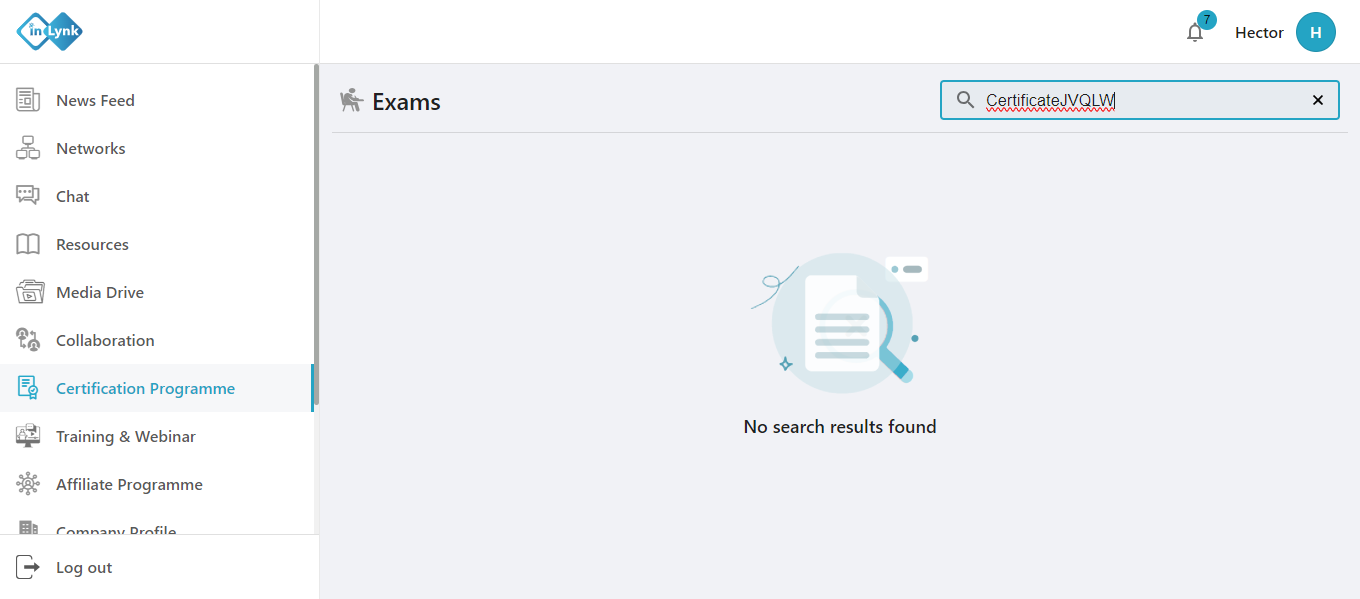 in Lynk
7
Hector
H
News Feed
Networks
Chat
Resources
Media Drive
Collaboration
Certification Programme
Training & Webinar
Affiliate Programme
Company Profile
Log out
Exams
CertificateJVQLW
No search results found